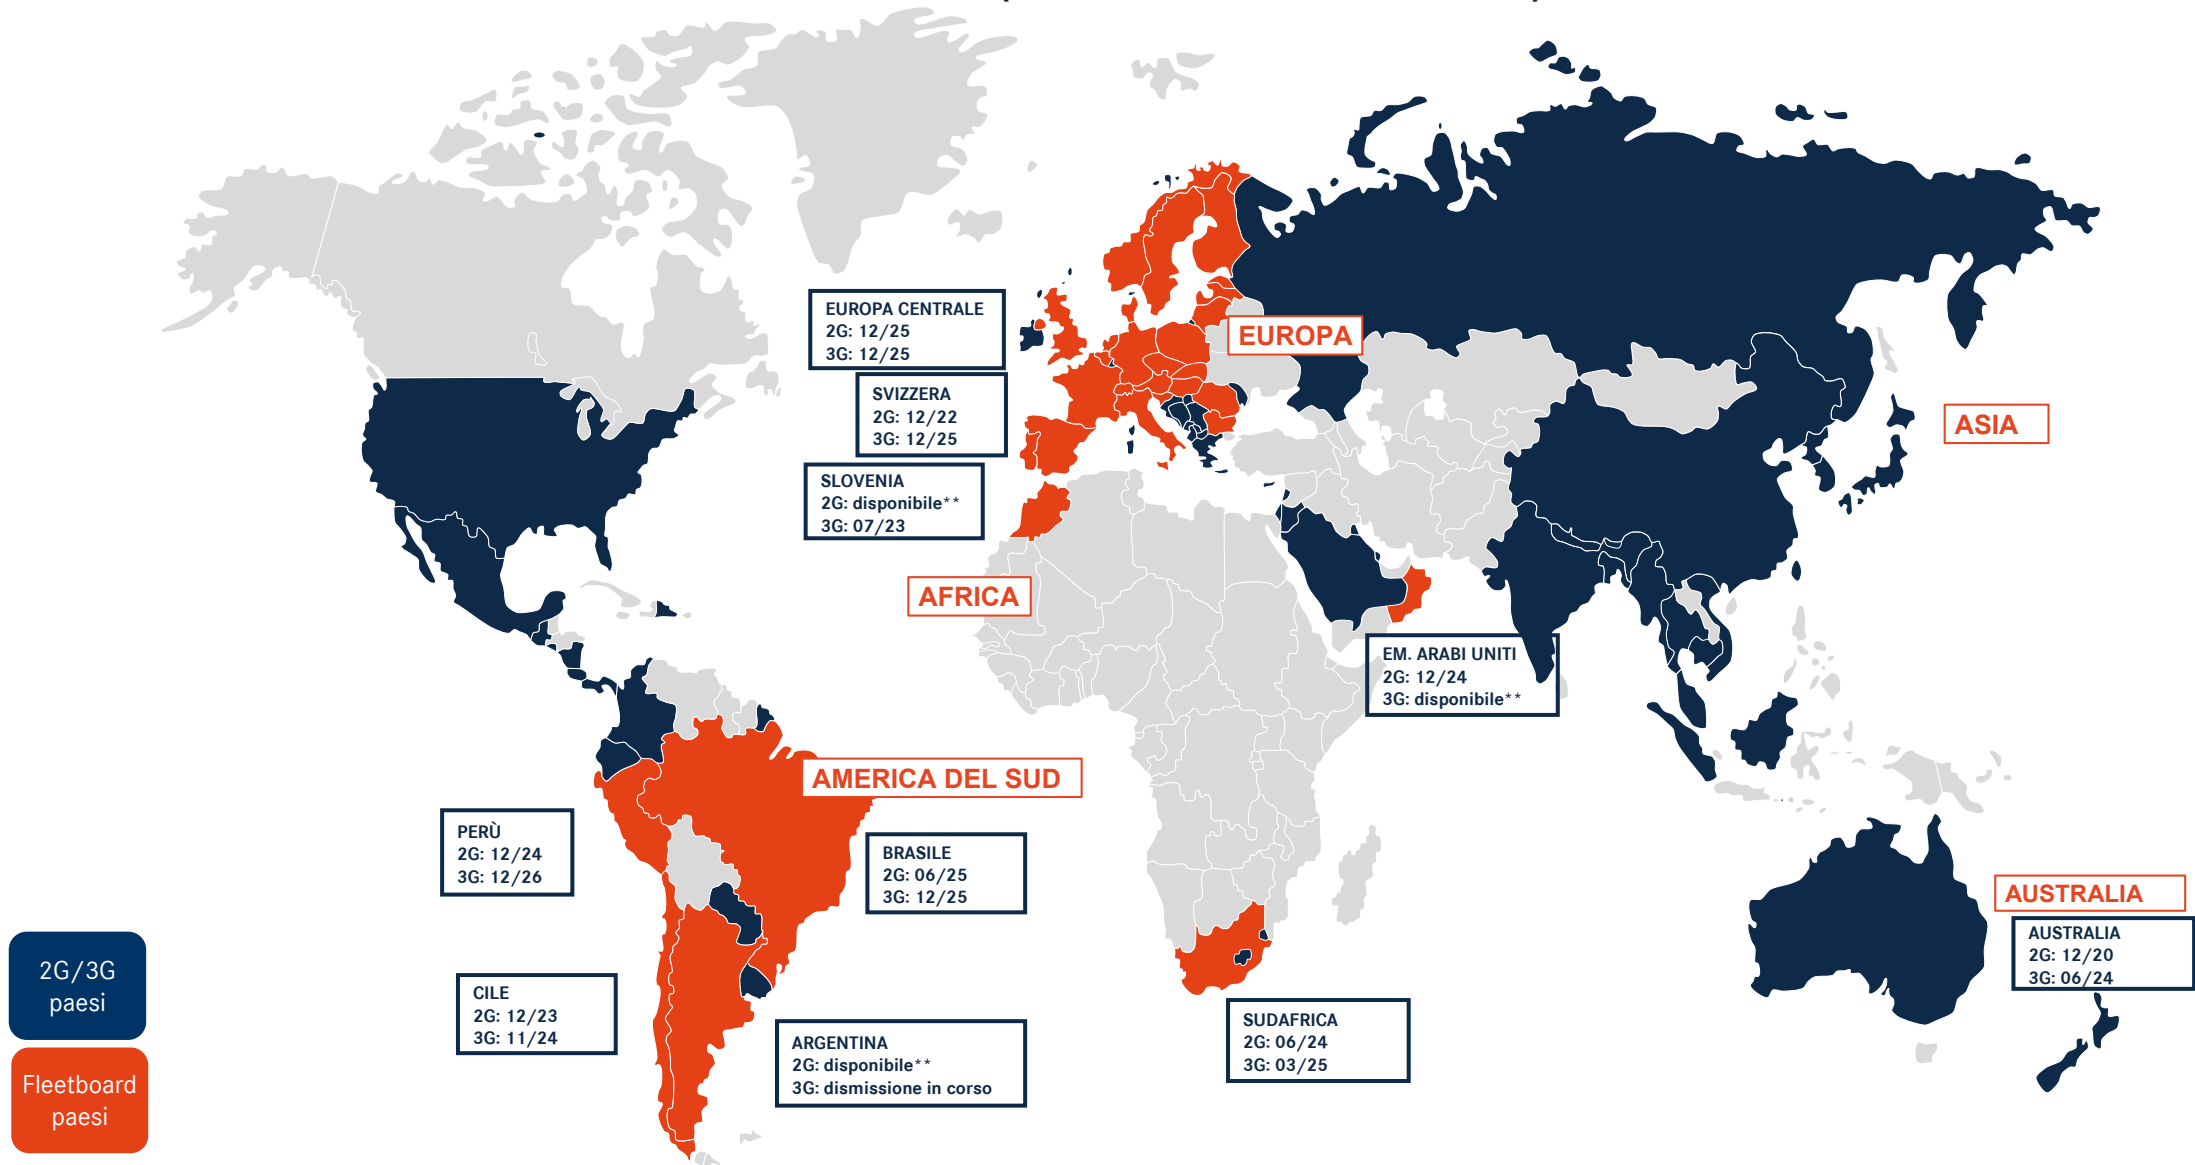 EUROPA CENTRALE
2G: 12/25
3G: 12/25
EUROPA
SVIZZERA
2G: 12/22
3G: 12/25
ASIA
SLOVENIA
2G: disponibile**
3G: 07/23
AFRICA
EM. ARABI UNITI
2G: 12/24
3G: disponibile**
AMERICA DEL SUD
PERÙ
2G: 12/24
3G: 12/26
BRASILE
2G: 06/25
3G: 12/25
AUSTRALIA
AUSTRALIA
2G: 12/20
3G: 06/24
2G/3G
paesi
CILE
2G: 12/23
3G: 11/24
SUDAFRICA
2G: 06/24
3G: 03/25
ARGENTINA
2G: disponibile**
3G: dismissione in corso
Fleetboard
paesi